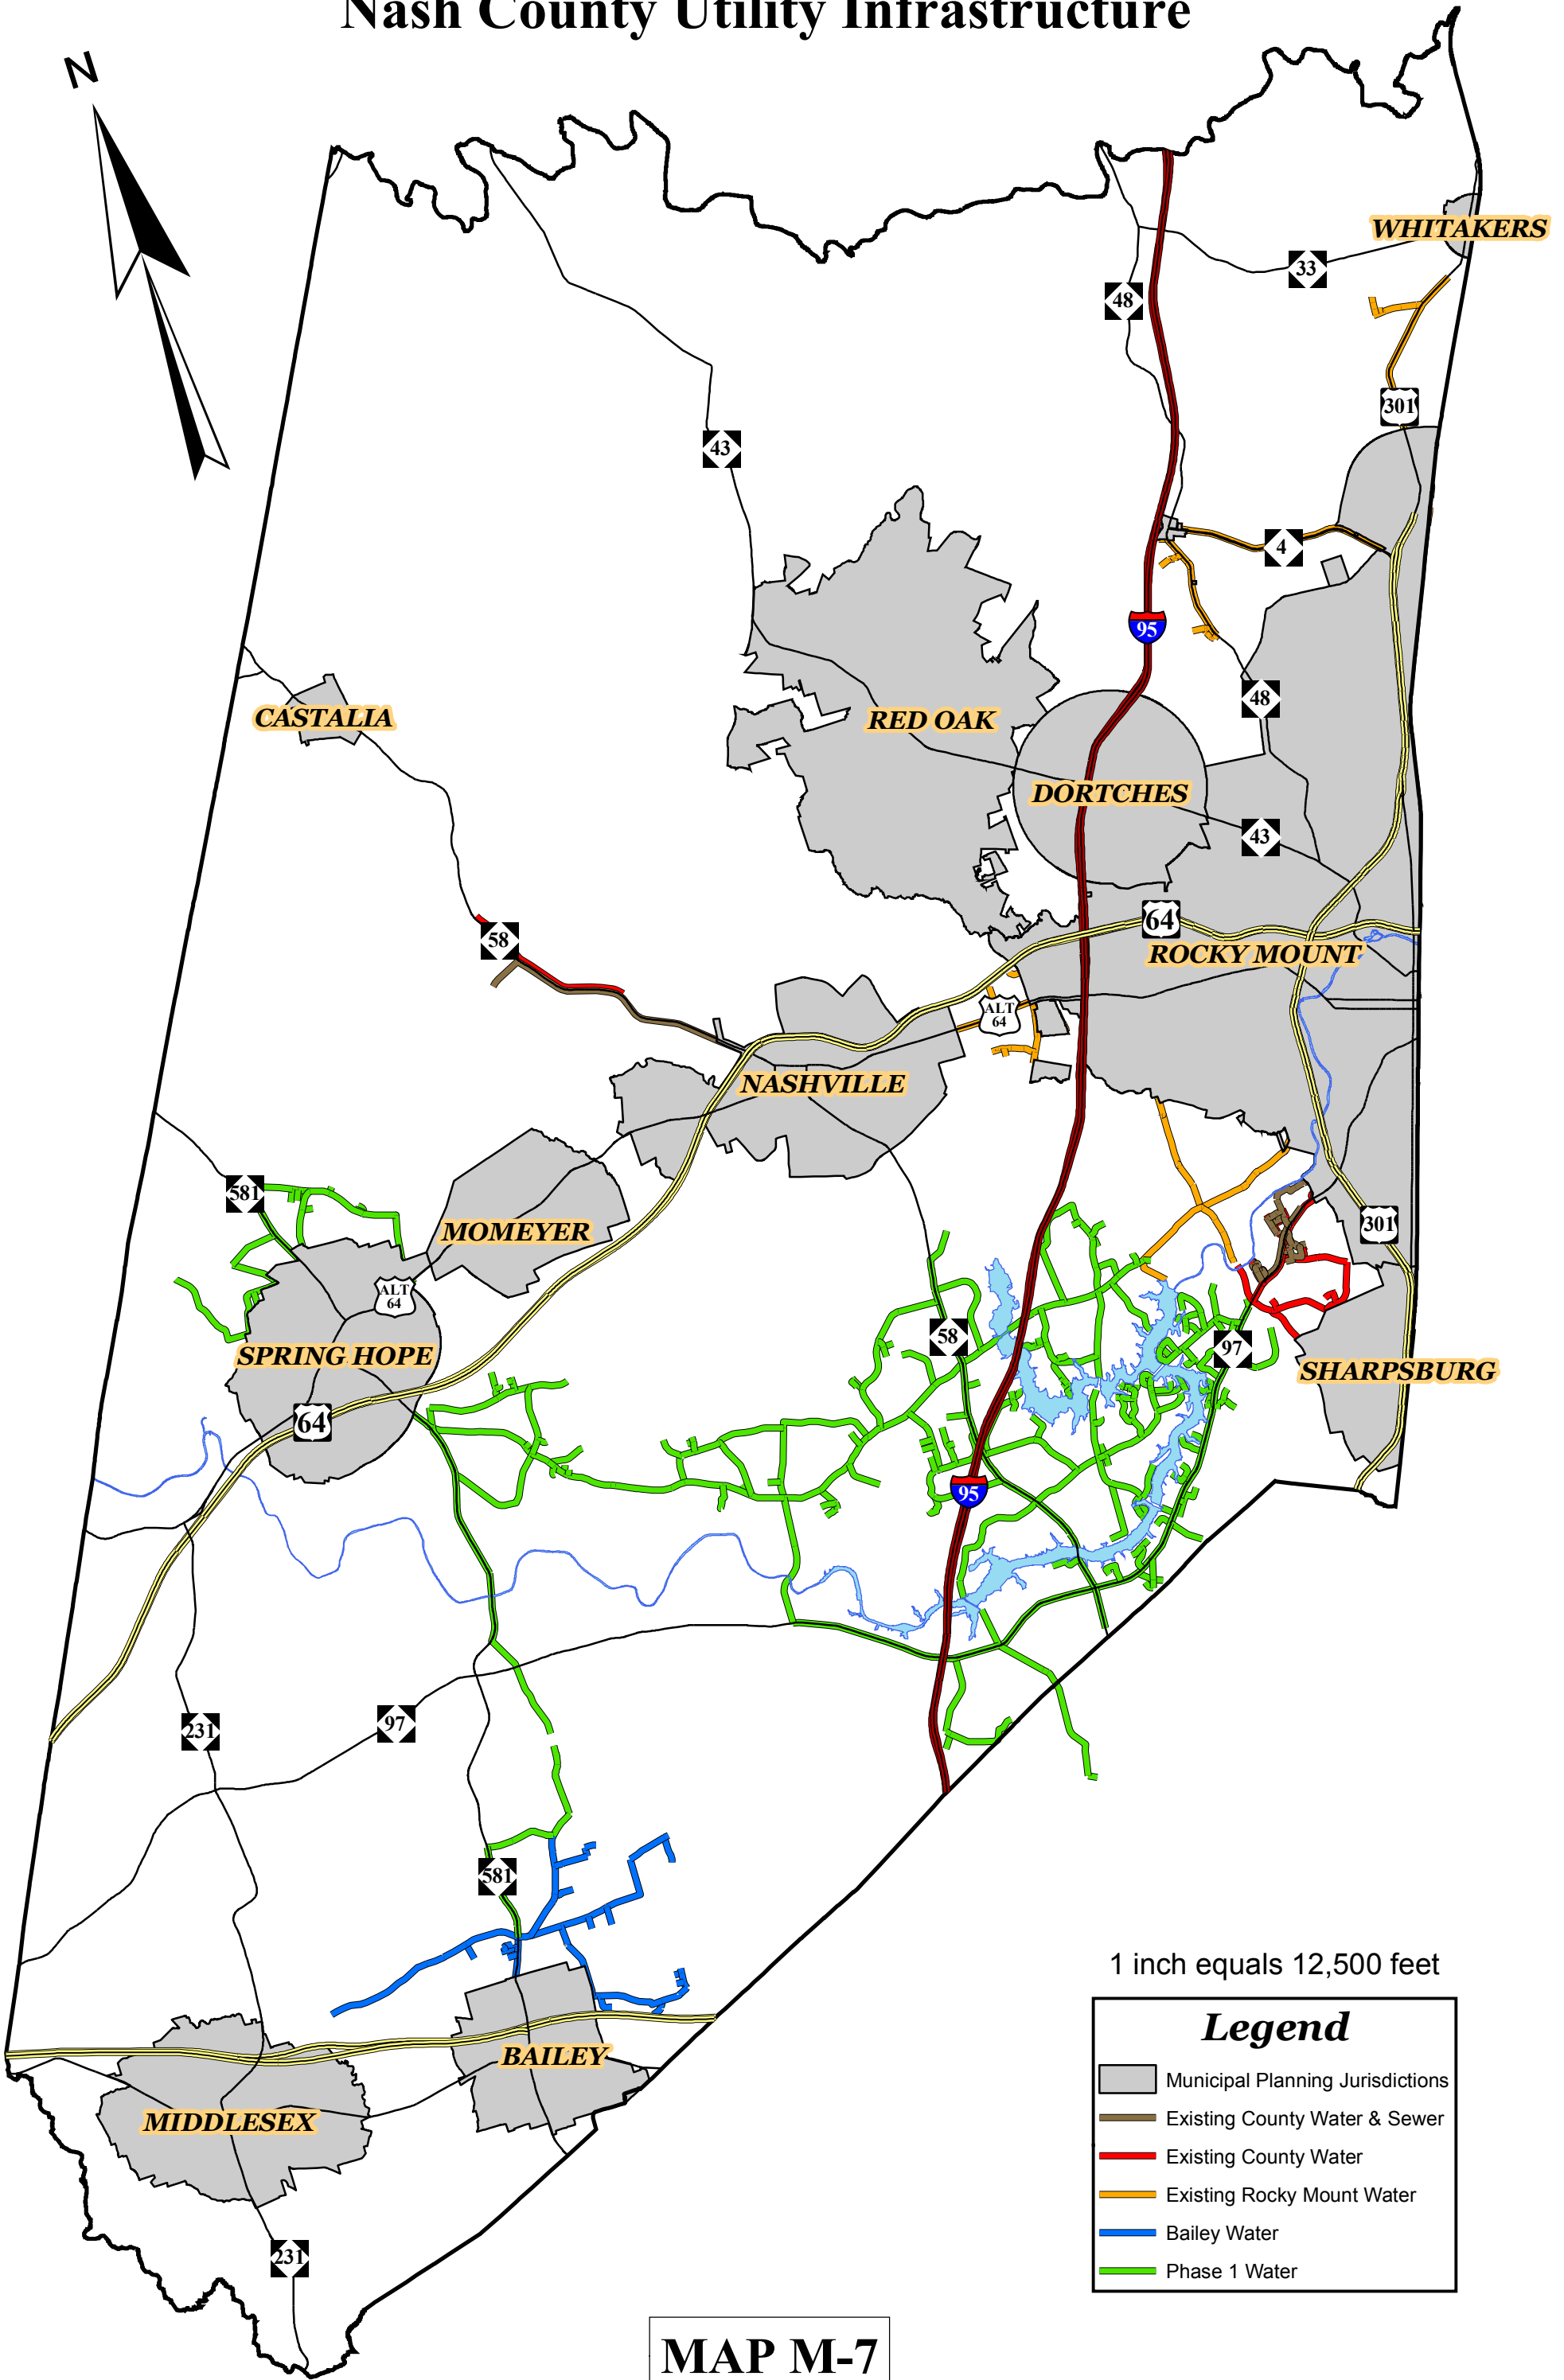 Nash County Utility Infrastructure
N
WHITAKERS
33
48
301
43
4
95
48
CASTALIA
RED OAK
DORTCHES
43
64
ROCKY MOUNT
58
ALT
64
NASHVILLE
581
MOMEYER
301
ALT
64
58
97
SPRING HOPE
SHARPSBURG
64
95
231
97
581
1 inch equals 12,500 feet
Legend
Municipal Planning Jurisdictions
Existing County Water & Sewer
Existing County Water
Existing Rocky Mount Water
Bailey Water
Phase 1 Water
BAILEY
MIDDLESEX
231
MAP M-7